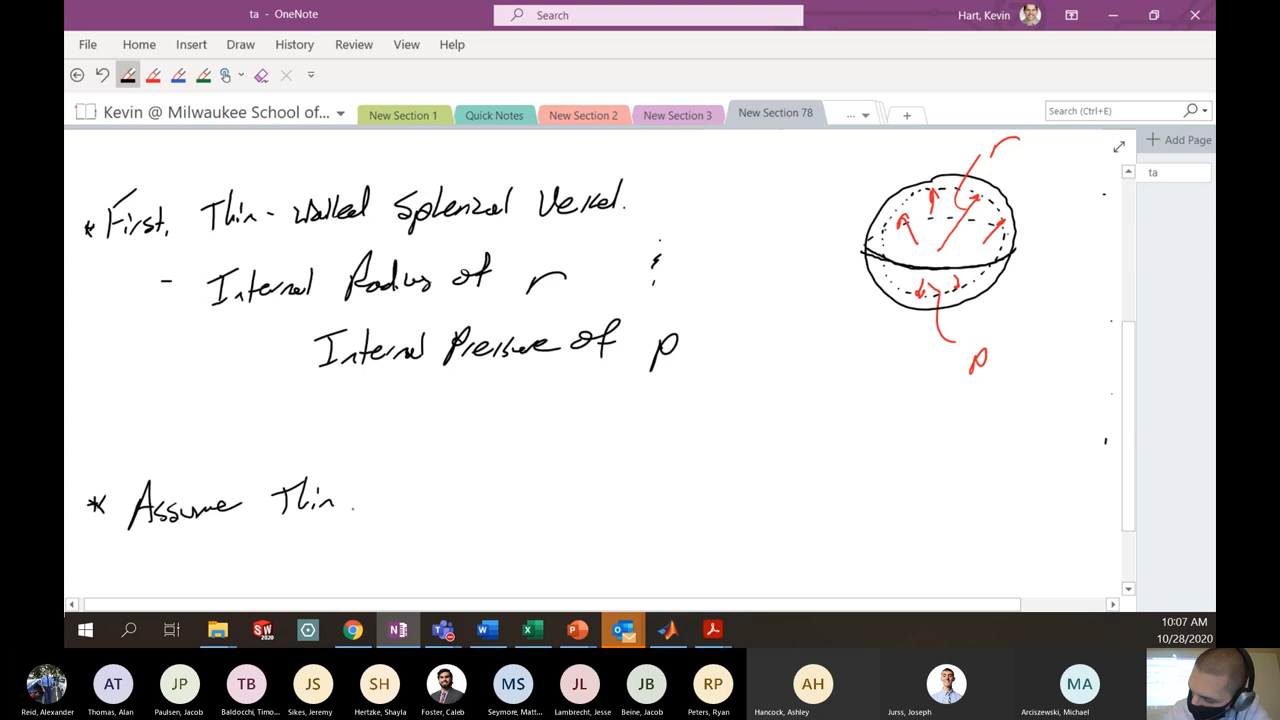 ta - OneNote
Search
Hart, Kevin
File Home Insert Draw History Review View Help
Kevin @ Milwaukee School of...
New Section 1
Quick Notes
New Section 2
New Section 3
New Section 78
...
Search (Ctrl+E)
Add Page
ta
r
* First, Thin-Walled Spherical Vessel.
- Internal Radius of r &
Internal Pressure of p
p
* Assume Thin
SW
2020
10:07 AM
10/28/2020
AT JP TB JS SH MS JL JB RP AH MA
Reid, Alexander
Thomas, Alan
Paulsen, Jacob
Baldocchi, Timo...
Sikes, Jeremy
Hertzke, Shayla
Foster, Caleb
Seymore, Matt...
Lambrecht, Jesse
Beine, Jacob
Peters, Ryan
Hancock, Ashley
Jurss, Joseph
Arciszewski, Michael